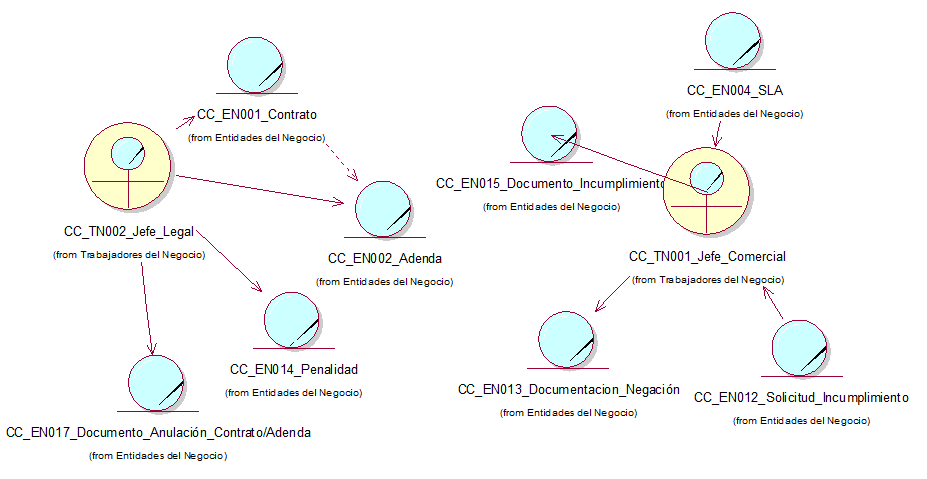 CC_EN001_Contrato
(from Entidades del Negocio)
CC_EN004_SLA
(from Entidades del Negocio)
CC_EN015_Documento_Incumplimiento
(from Entidades del Negocio)
CC_TN002_Jefe_Legal
(from Trabajadores del Negocio)
CC_EN002_Adenda
(from Entidades del Negocio)
CC_TN001_Jefe_Comercial
(from Trabajadores del Negocio)
CC_EN014_Penalidad
(from Entidades del Negocio)
CC_EN013_Documentacion_Negación
(from Entidades del Negocio)
CC_EN012_Solicitud_Incumplimiento
(from Entidades del Negocio)
CC_EN017_Documento_Anulación_Contrato/Adenda
(from Entidades del Negocio)